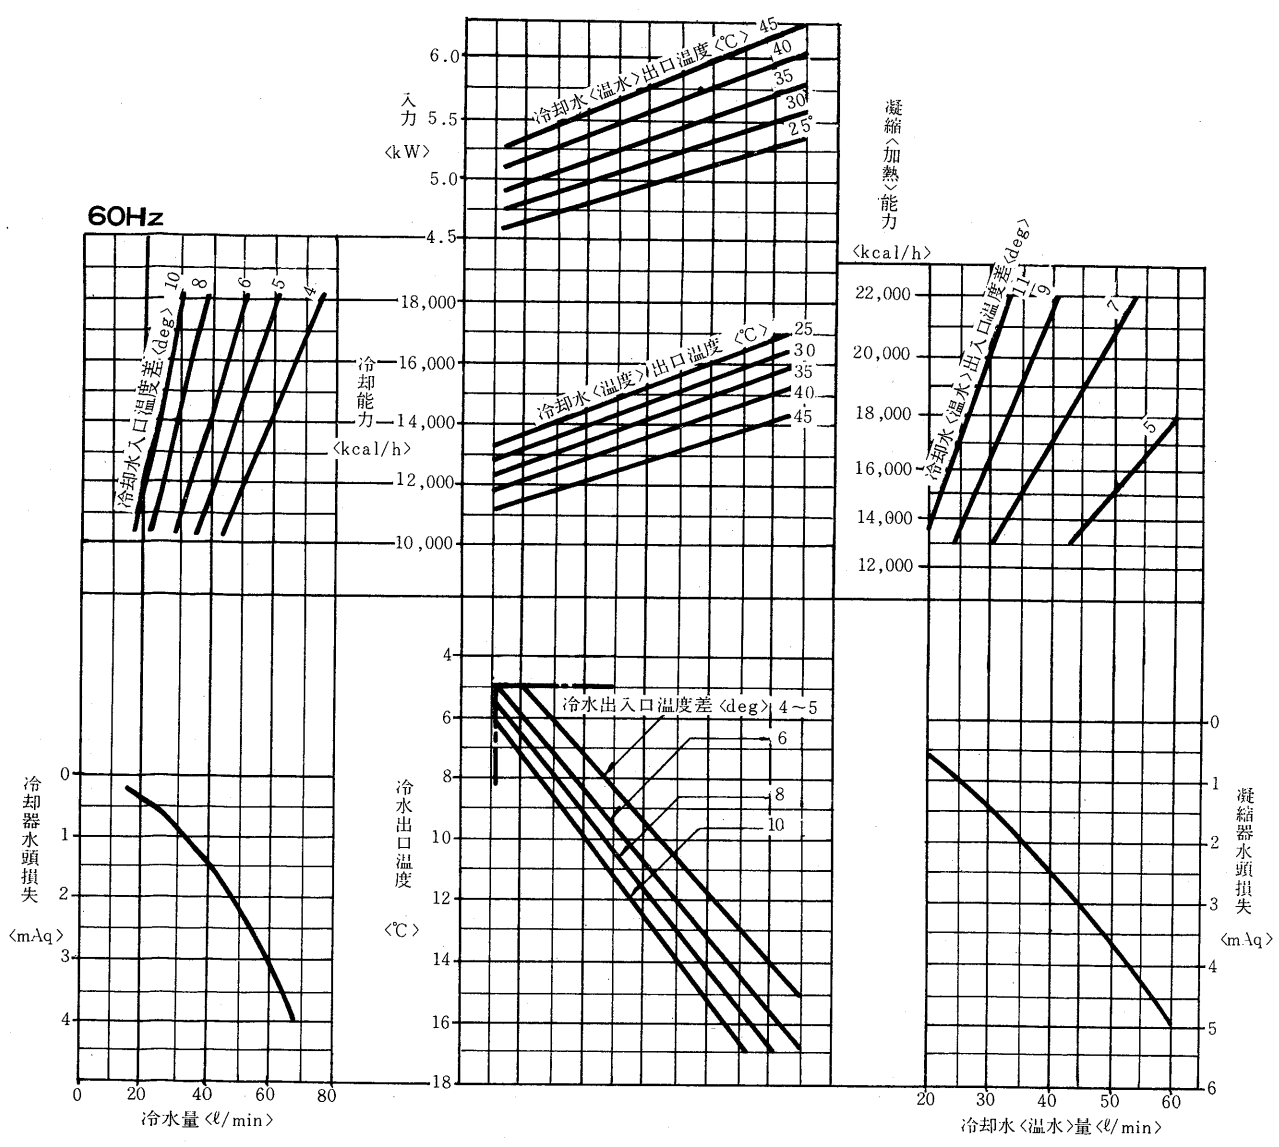 60Hz
入力
<kW>
6.0
5.5
5.0
4.5
冷却水<温水>出口温度<℃>
45
40
35
30
25°
凝縮<加熱>能力
<kcal/h>
冷却水入口温度差<deg>
10
8
6
5
4
冷却能力
<kcal/h>
18,000
16,000
14,000
12,000
10,000
冷却水<温度>出口温度 <℃>
25
30
35
40
45
22,000
20,000
18,000
16,000
14,000
12,000
冷却水<温水>出入口温度差<deg>
11
9
7
5
冷却器水頭損失
<mAq>
0
1
2
3
4
0 20 40 60 80
冷水量<ℓ/min>
冷水出口温度
<℃>
4
6
8
10
12
14
16
18
冷水出入口温度差<deg> 4~5
6
8
10
0
1
2
3
4
5
6
凝縮器水頭損失
<mAq>
20 30 40 50 60
冷却水<温水>量<ℓ/min>